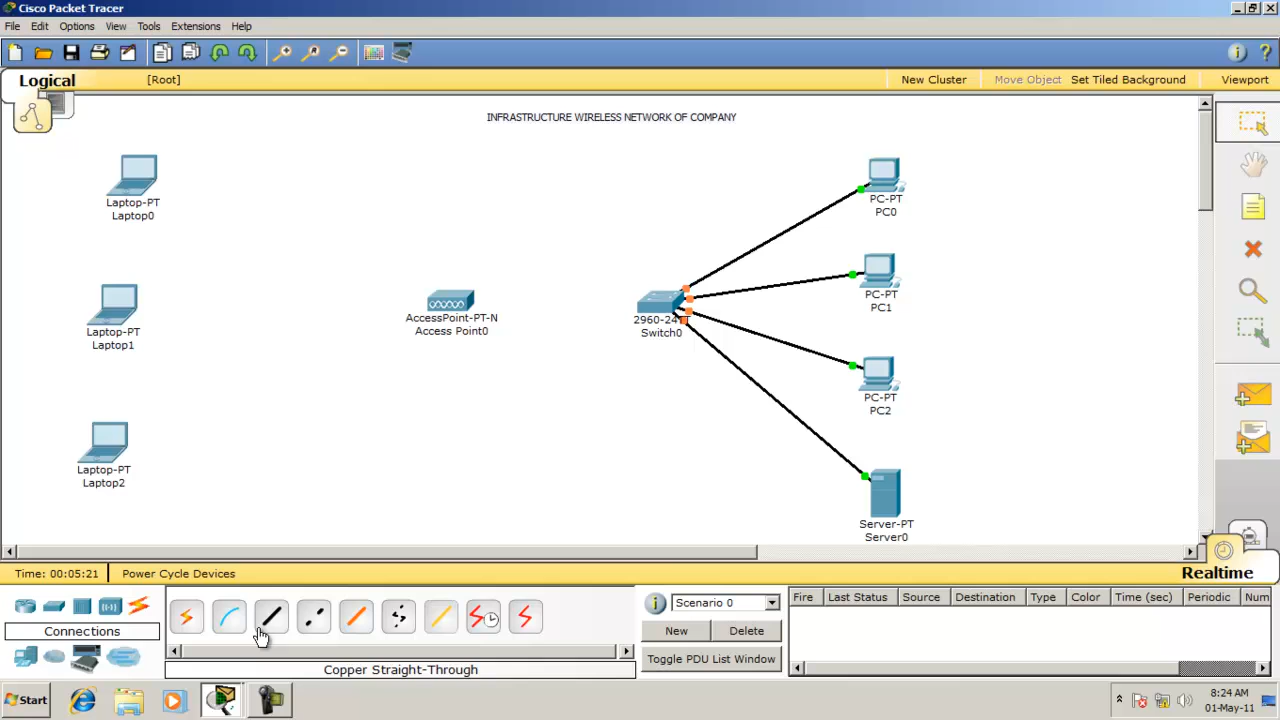 Cisco Packet Tracer
File Edit Options View Tools Extensions Help
Logical [Root] New Cluster Move Object Set Tiled Background Viewport
INFRASTRUCTURE WIRELESS NETWORK OF COMPANY
Laptop-PT
Laptop0
PC-PT
PC0
PC-PT
PC1
AccessPoint-PT-N
Access Point0
Switch0
Laptop-PT
Laptop1
PC-PT
PC2
Laptop-PT
Laptop2
Server-PT
Server0
Time: 00:05:21 Power Cycle Devices Realtime
Connections
Copper Straight-Through
Scenario 0
New Delete
Toggle PDU List Window
Fire Last Status Source Destination Type Color Time (sec) Periodic Num
Start
8:24 AM
01-May-11